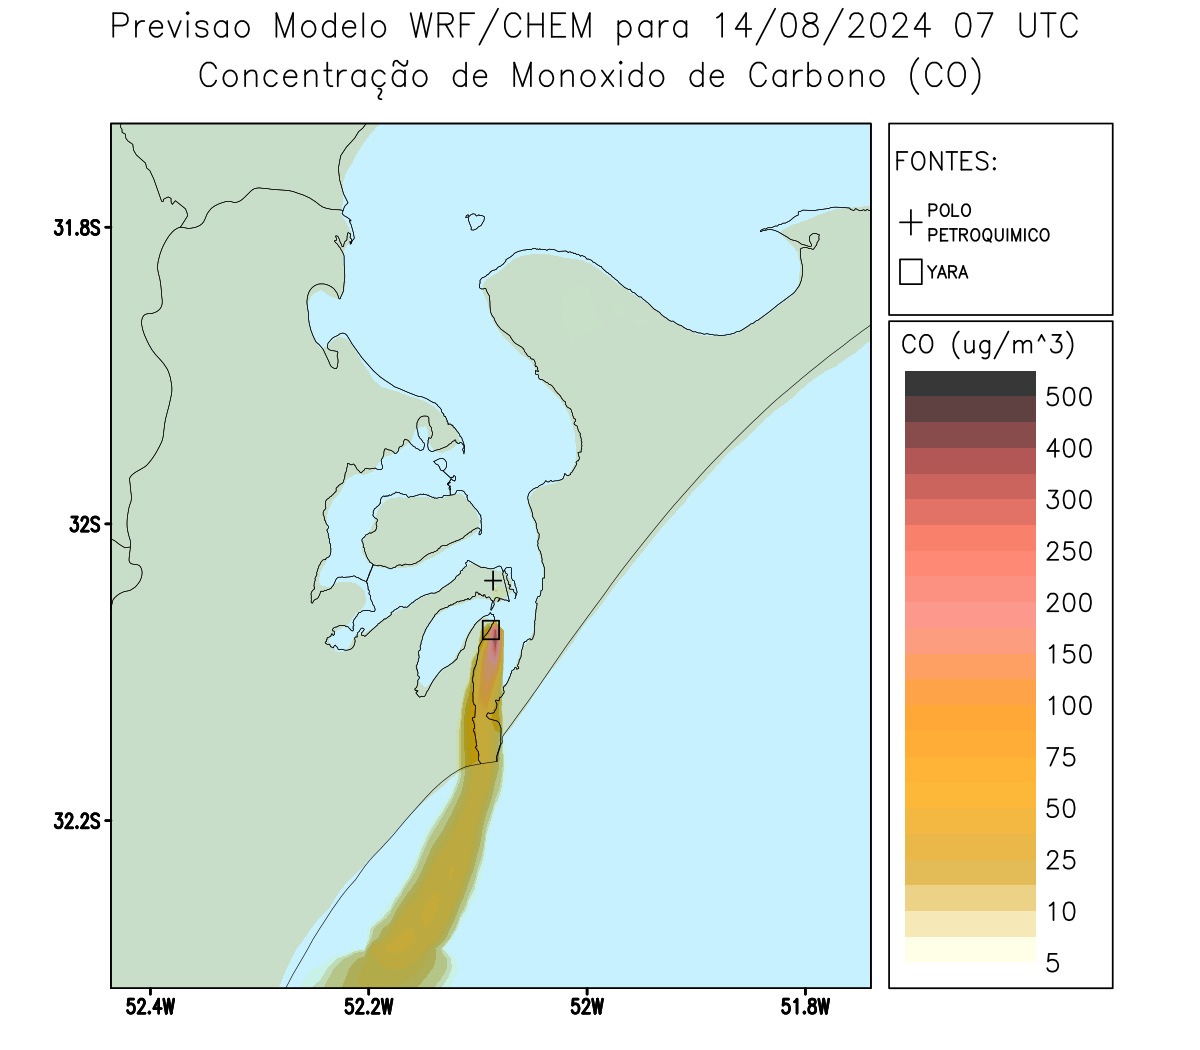 Previsao Modelo WRF/CHEM para 14/08/2024 07 UTC
Concentração de Monoxido de Carbono (CO)
FONTES:
POLO
PETROQUIMICO
YARA
CO (ug/m^3)
500
400
300
250
200
150
100
75
50
25
10
5
31.8S
32S
32.2S
52.4W
52.2W
52W
51.8W